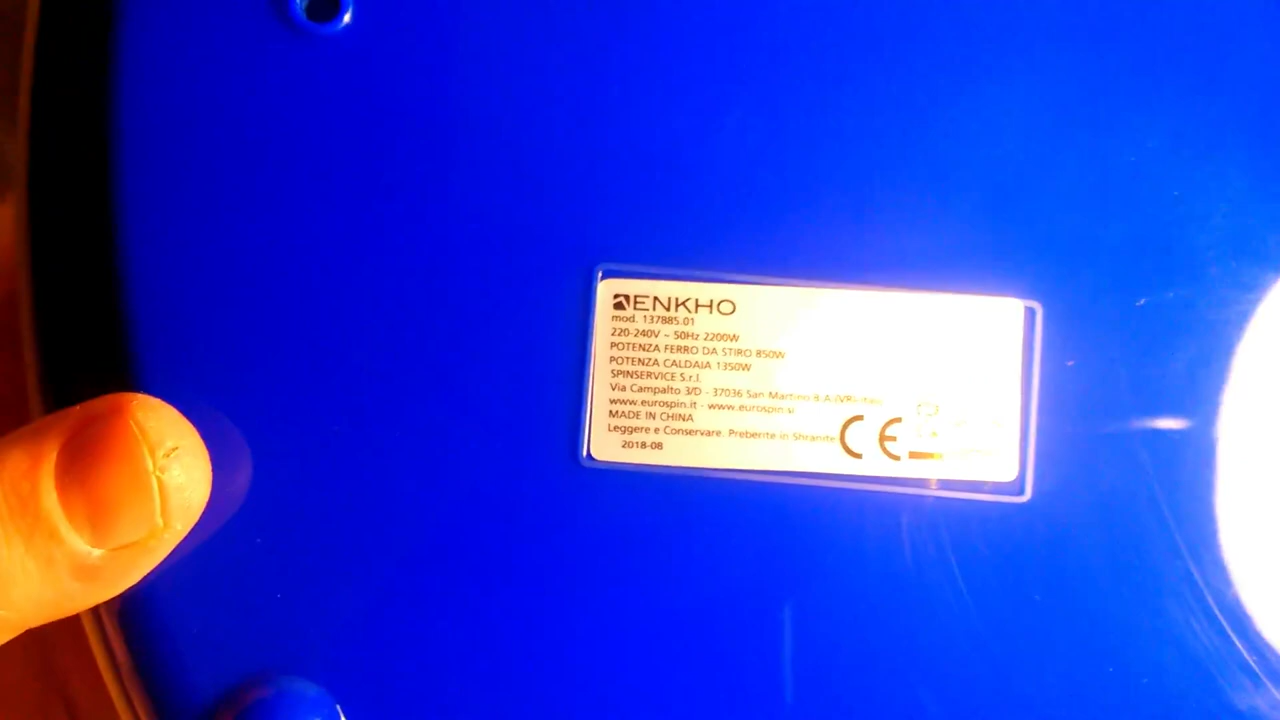 ENKHO
mod. 137885.01
220-240V ~ 50Hz 2200W
POTENZA FERRO DA STIRO 850W
POTENZA CALDAIA 1350W
SPINSERVICE S.r.l.
Via Campalto 3/D - 37036 San Martino B.A.(VR)-Italy
www.eurospin.it - www.eurospin.si
MADE IN CHINA
Leggere e Conservare. Preberite in Shranite
2018-08
CE